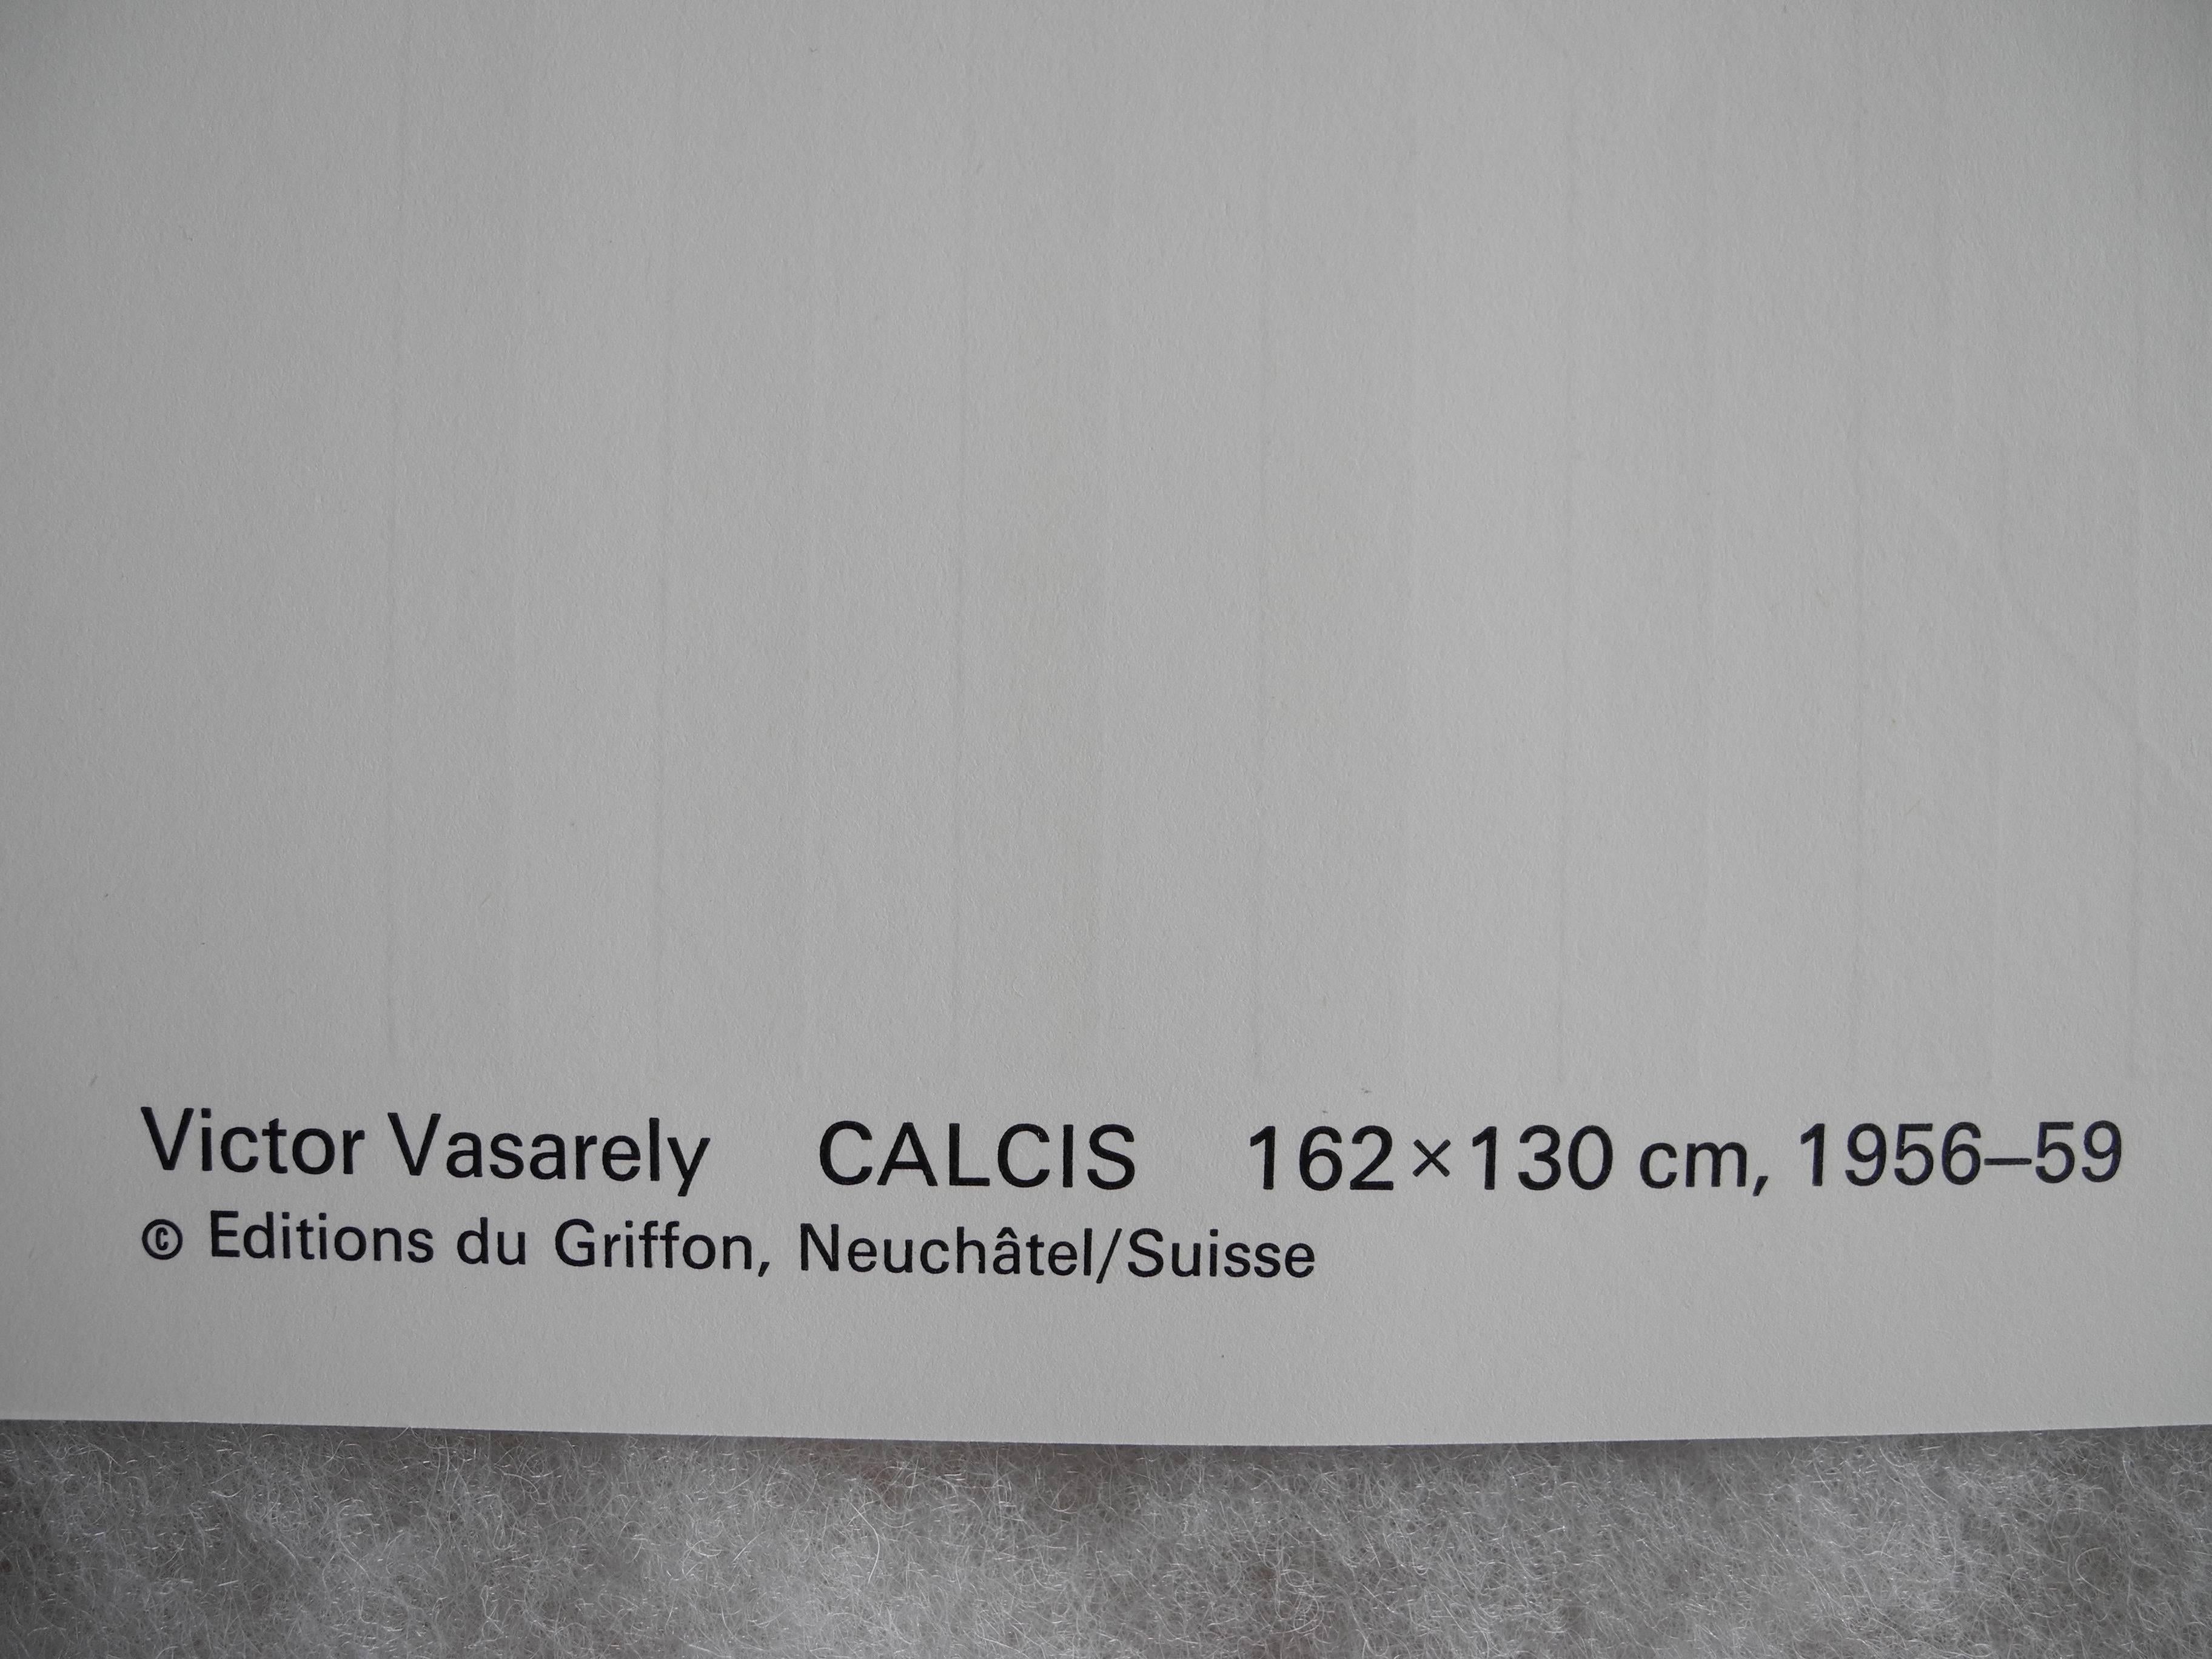 Victor Vasarely CALCIS 162×130 cm, 1956–59
© Editions du Griffon, Neuchâtel/Suisse